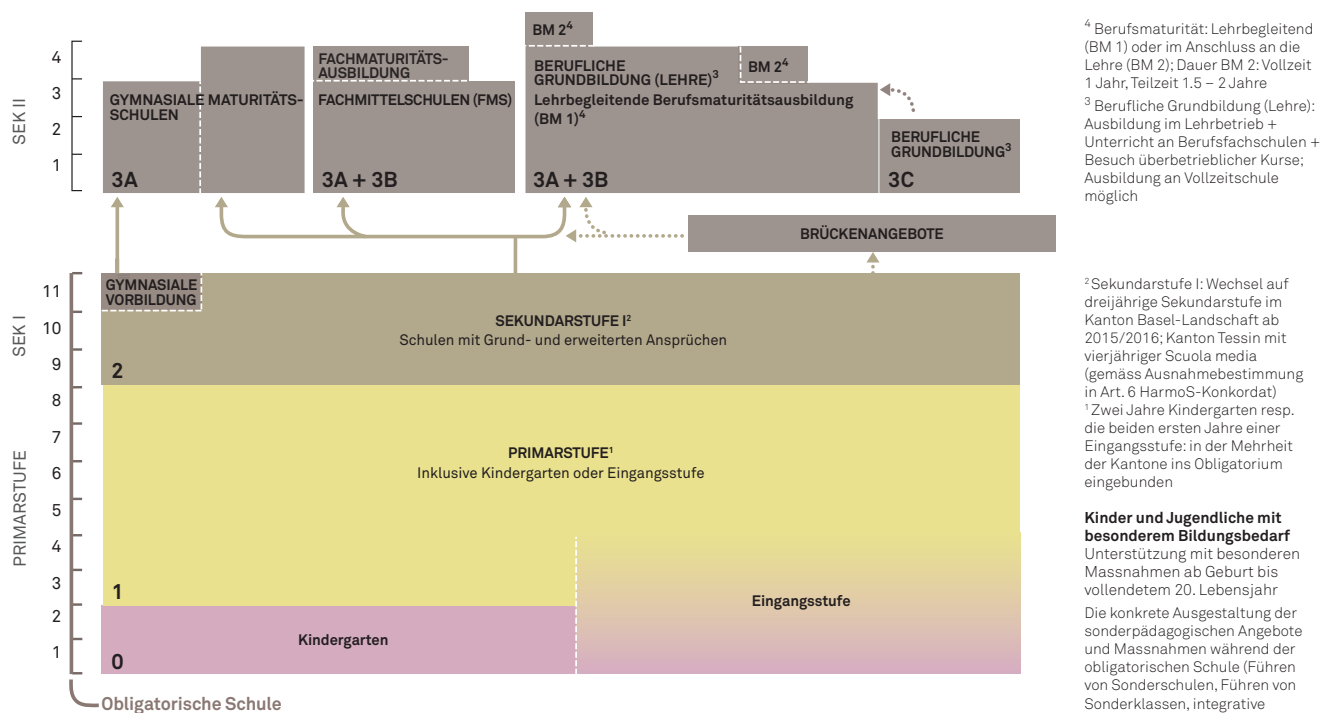 BM 2⁴
4
3
2
1
SEK II
FACHMATURITÄTS-
AUSBILDUNG
BERUFLICHE
GRUNDBILDUNG (LEHRE)³
BM 2⁴
GYMNASIALE MATURITÄTS-
SCHULEN
FACHMITTELSCHULEN (FMS)
Lehrbegleitende Berufsmaturitätsausbildung
(BM 1)⁴
BERUFLICHE
GRUNDBILDUNG³
3A
3A + 3B
3A + 3B
3C
BRÜCKENANGEBOTE
11
10
9
SEK I
GYMNASIALE
VORBILDUNG
SEKUNDARSTUFE I²
Schulen mit Grund- und erweiterten Ansprüchen
2
8
7
6
5
4
3
2
1
PRIMARSTUFE
PRIMARSTUFE¹
Inklusive Kindergarten oder Eingangsstufe
1
Eingangsstufe
Kindergarten
0
Obligatorische Schule
⁴ Berufsmaturität: Lehrbegleitend
(BM 1) oder im Anschluss an die
Lehre (BM 2); Dauer BM 2: Vollzeit
1 Jahr, Teilzeit 1.5 – 2 Jahre
³ Berufliche Grundbildung (Lehre):
Ausbildung im Lehrbetrieb +
Unterricht an Berufsfachschulen +
Besuch überbetrieblicher Kurse;
Ausbildung an Vollzeitschule
möglich
² Sekundarstufe I: Wechsel auf
dreijährige Sekundarstufe im
Kanton Basel-Landschaft ab
2015/2016; Kanton Tessin mit
vierjähriger Scuola media
(gemäss Ausnahmebestimmung
in Art. 6 HarmoS-Konkordat)
¹ Zwei Jahre Kindergarten resp.
die beiden ersten Jahre einer
Eingangsstufe: in der Mehrheit
der Kantone ins Obligatorium
eingebunden
Kinder und Jugendliche mit
besonderem Bildungsbedarf
Unterstützung mit besonderen
Massnahmen ab Geburt bis
vollendetem 20. Lebensjahr
Die konkrete Ausgestaltung der
sonderpädagogischen Angebote
und Massnahmen während der
obligatorischen Schule (Führen
von Sonderschulen, Führen von
Sonderklassen, integrative